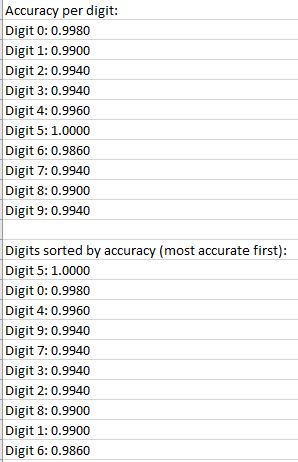 Accuracy per digit:
Digit 0: 0.9980
Digit 1: 0.9900
Digit 2: 0.9940
Digit 3: 0.9940
Digit 4: 0.9960
Digit 5: 1.0000
Digit 6: 0.9860
Digit 7: 0.9940
Digit 8: 0.9900
Digit 9: 0.9940
Digits sorted by accuracy (most accurate first):
Digit 5: 1.0000
Digit 0: 0.9980
Digit 4: 0.9960
Digit 9: 0.9940
Digit 7: 0.9940
Digit 3: 0.9940
Digit 2: 0.9940
Digit 8: 0.9900
Digit 1: 0.9900
Digit 6: 0.9860